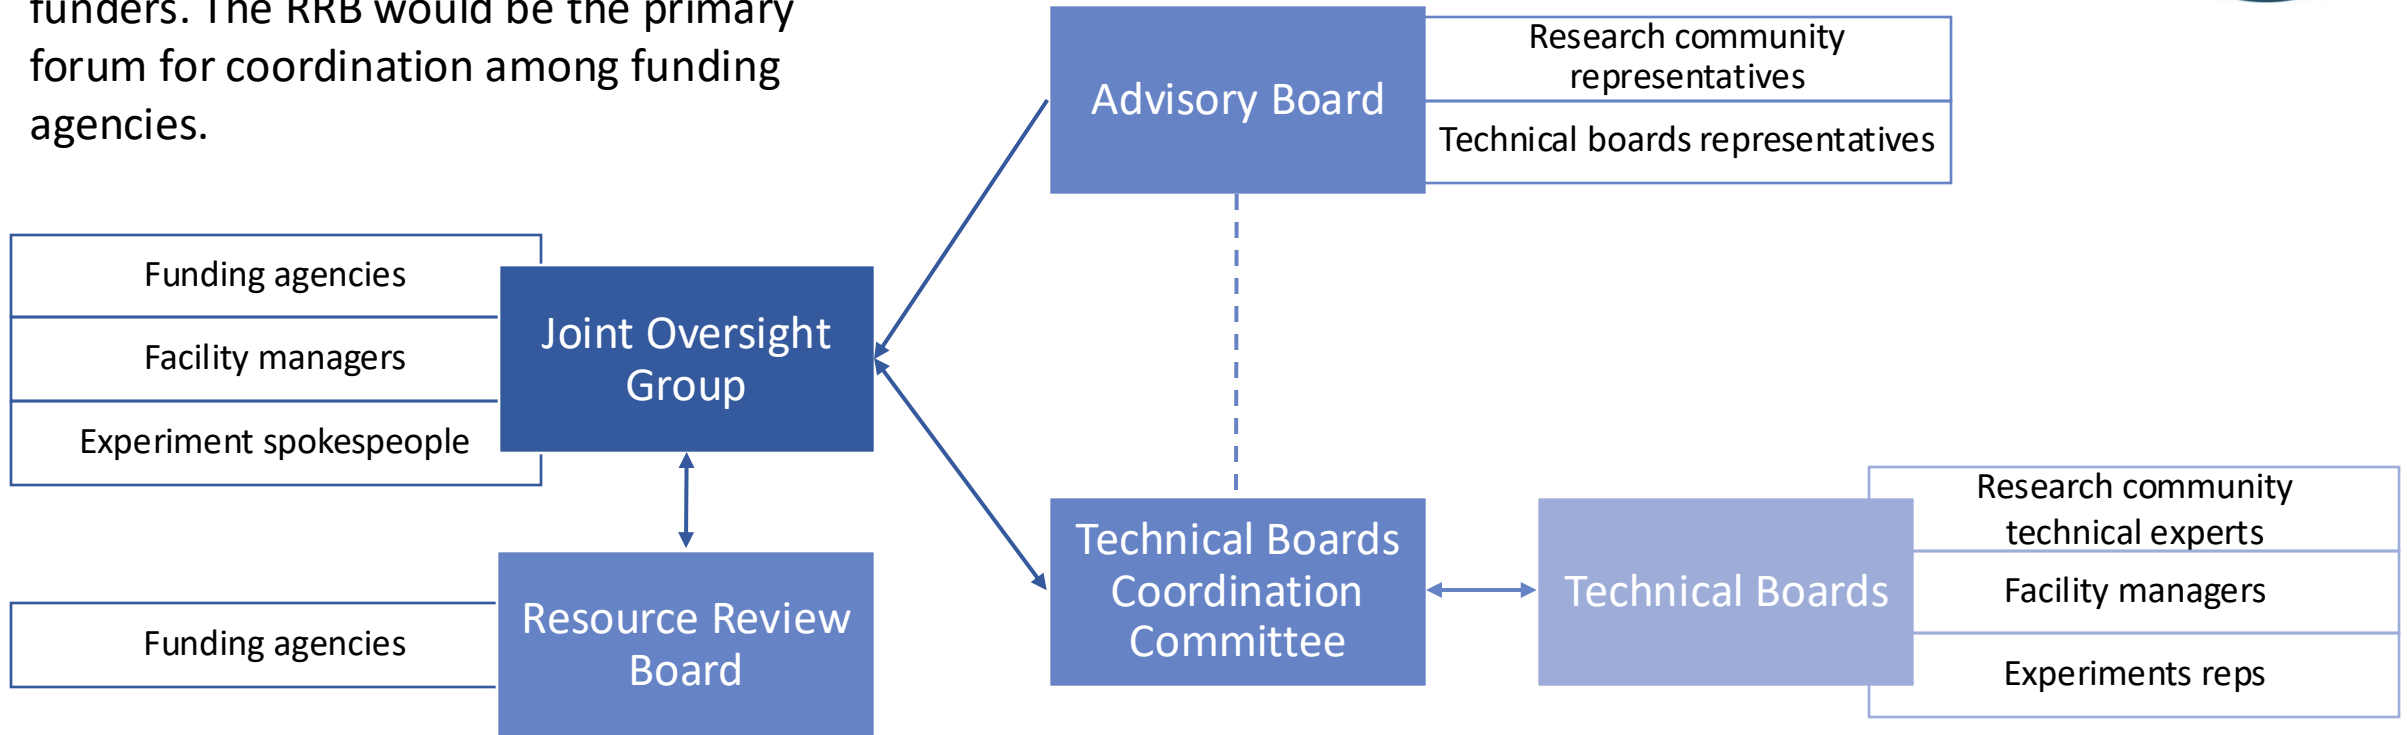 funders. The RRB would be the primary
forum for coordination among funding
agencies.
Advisory Board
Research community
representatives
Technical boards representatives
Funding agencies
Facility managers
Experiment spokespeople
Joint Oversight
Group
Funding agencies
Resource Review
Board
Technical Boards
Coordination
Committee
Technical Boards
Research community
technical experts
Facility managers
Experiments reps